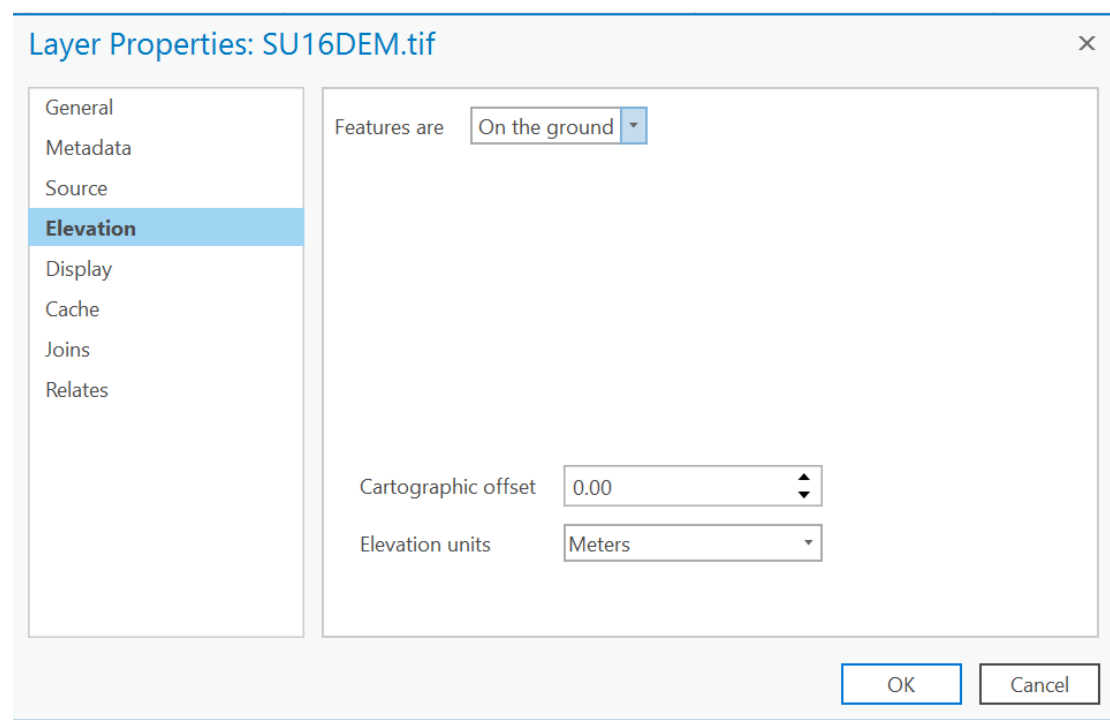 Layer Properties: SU16DEM.tif
General
Metadata
Source
Elevation
Display
Cache
Joins
Relates
Features are On the ground
Cartographic offset 0.00
Elevation units Meters
OK Cancel